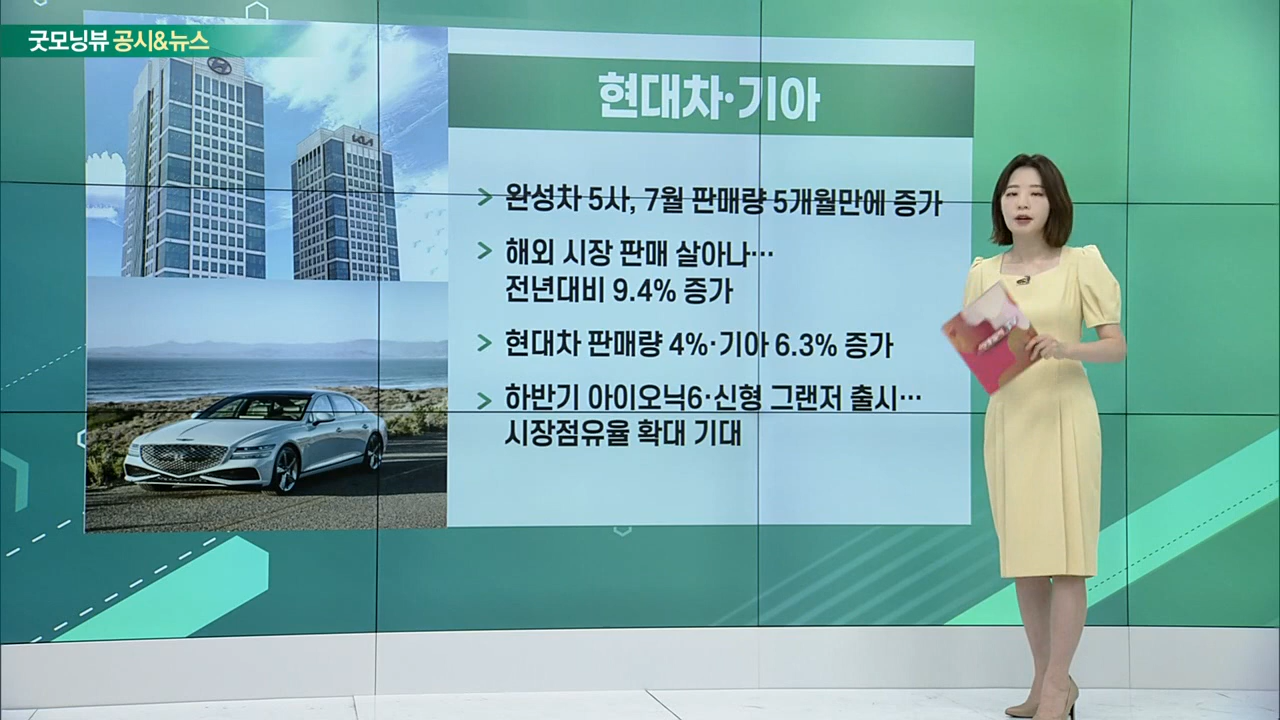 굿모닝뷰 공시&뉴스
현대차·기아
완성차 5사, 7월 판매량 5개월만에 증가
해외 시장 판매 살아나…
전년대비 9.4% 증가
현대차 판매량 4%·기아 6.3% 증가
하반기 아이오닉6·신형 그랜저 출시…
시장점유율 확대 기대
KIA